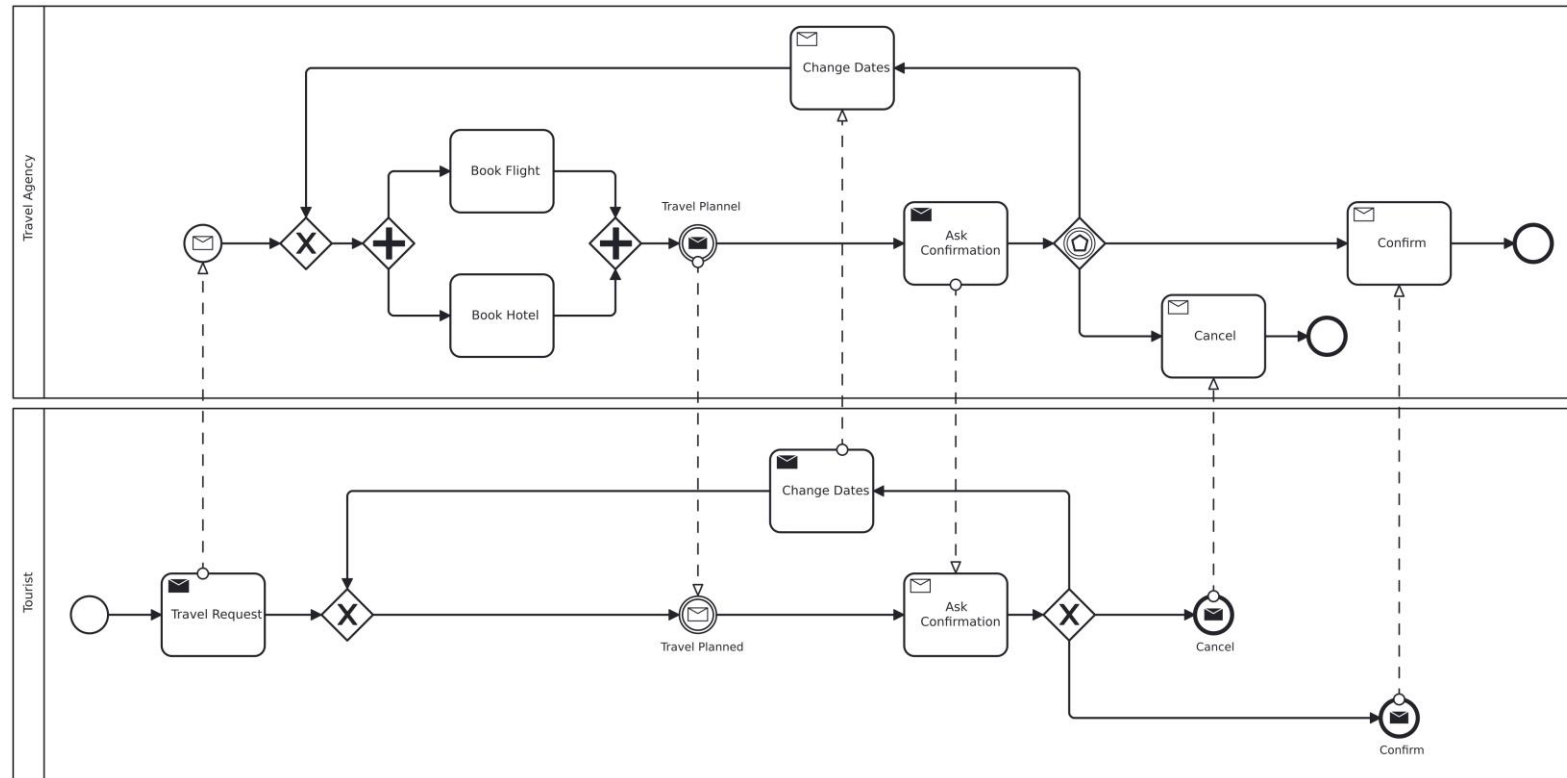 Travel Agency
Change Dates
Book Flight
Travel Plannel
Ask
Confirmation
Confirm
Book Hotel
Cancel
Tourist
Change Dates
Travel Request
Travel Planned
Ask
Confirmation
Cancel
Confirm